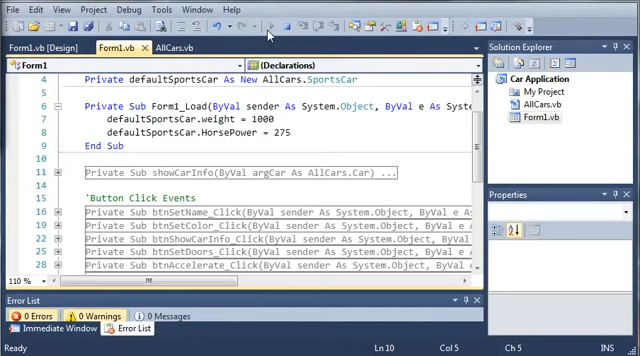 File Edit View Project Debug Data Tools Window Help
Form1.vb [Design] Form1.vb AllCars.vb
Form1 (Declarations)
4 Private defaultSportsCar As New AllCars.SportsCar
6 Private Sub Form1_Load(ByVal sender As System.Object, ByVal e As Syste
7 defaultSportsCar.weight = 1000
8 defaultSportsCar.HorsePower = 275
9 End Sub
10
11 Private Sub showCarInfo(ByVal argCar As AllCars.Car) ...
'Button Click Events
16 Private Sub btnSetName_Click(ByVal sender As System.Object, ByVal e As
19 Private Sub btnSetColor_Click(ByVal sender As System.Object, ByVal e As
22 Private Sub btnShowCarInfo_Click(ByVal sender As System.Object, ByVal e
25 Private Sub btnSetDoors_Click(ByVal sender As System.Object, ByVal e As
28 Private Sub btnAccelerate_Click(ByVal sender As System.Object, ByVal e
110 %
Error List
0 Errors 0 Warnings 0 Messages
Immediate Window Error List
Solution Explorer
Car Application
My Project
AllCars.vb
Form1.vb
Properties
Ready Ln 10 Col 5 Ch 5 INS